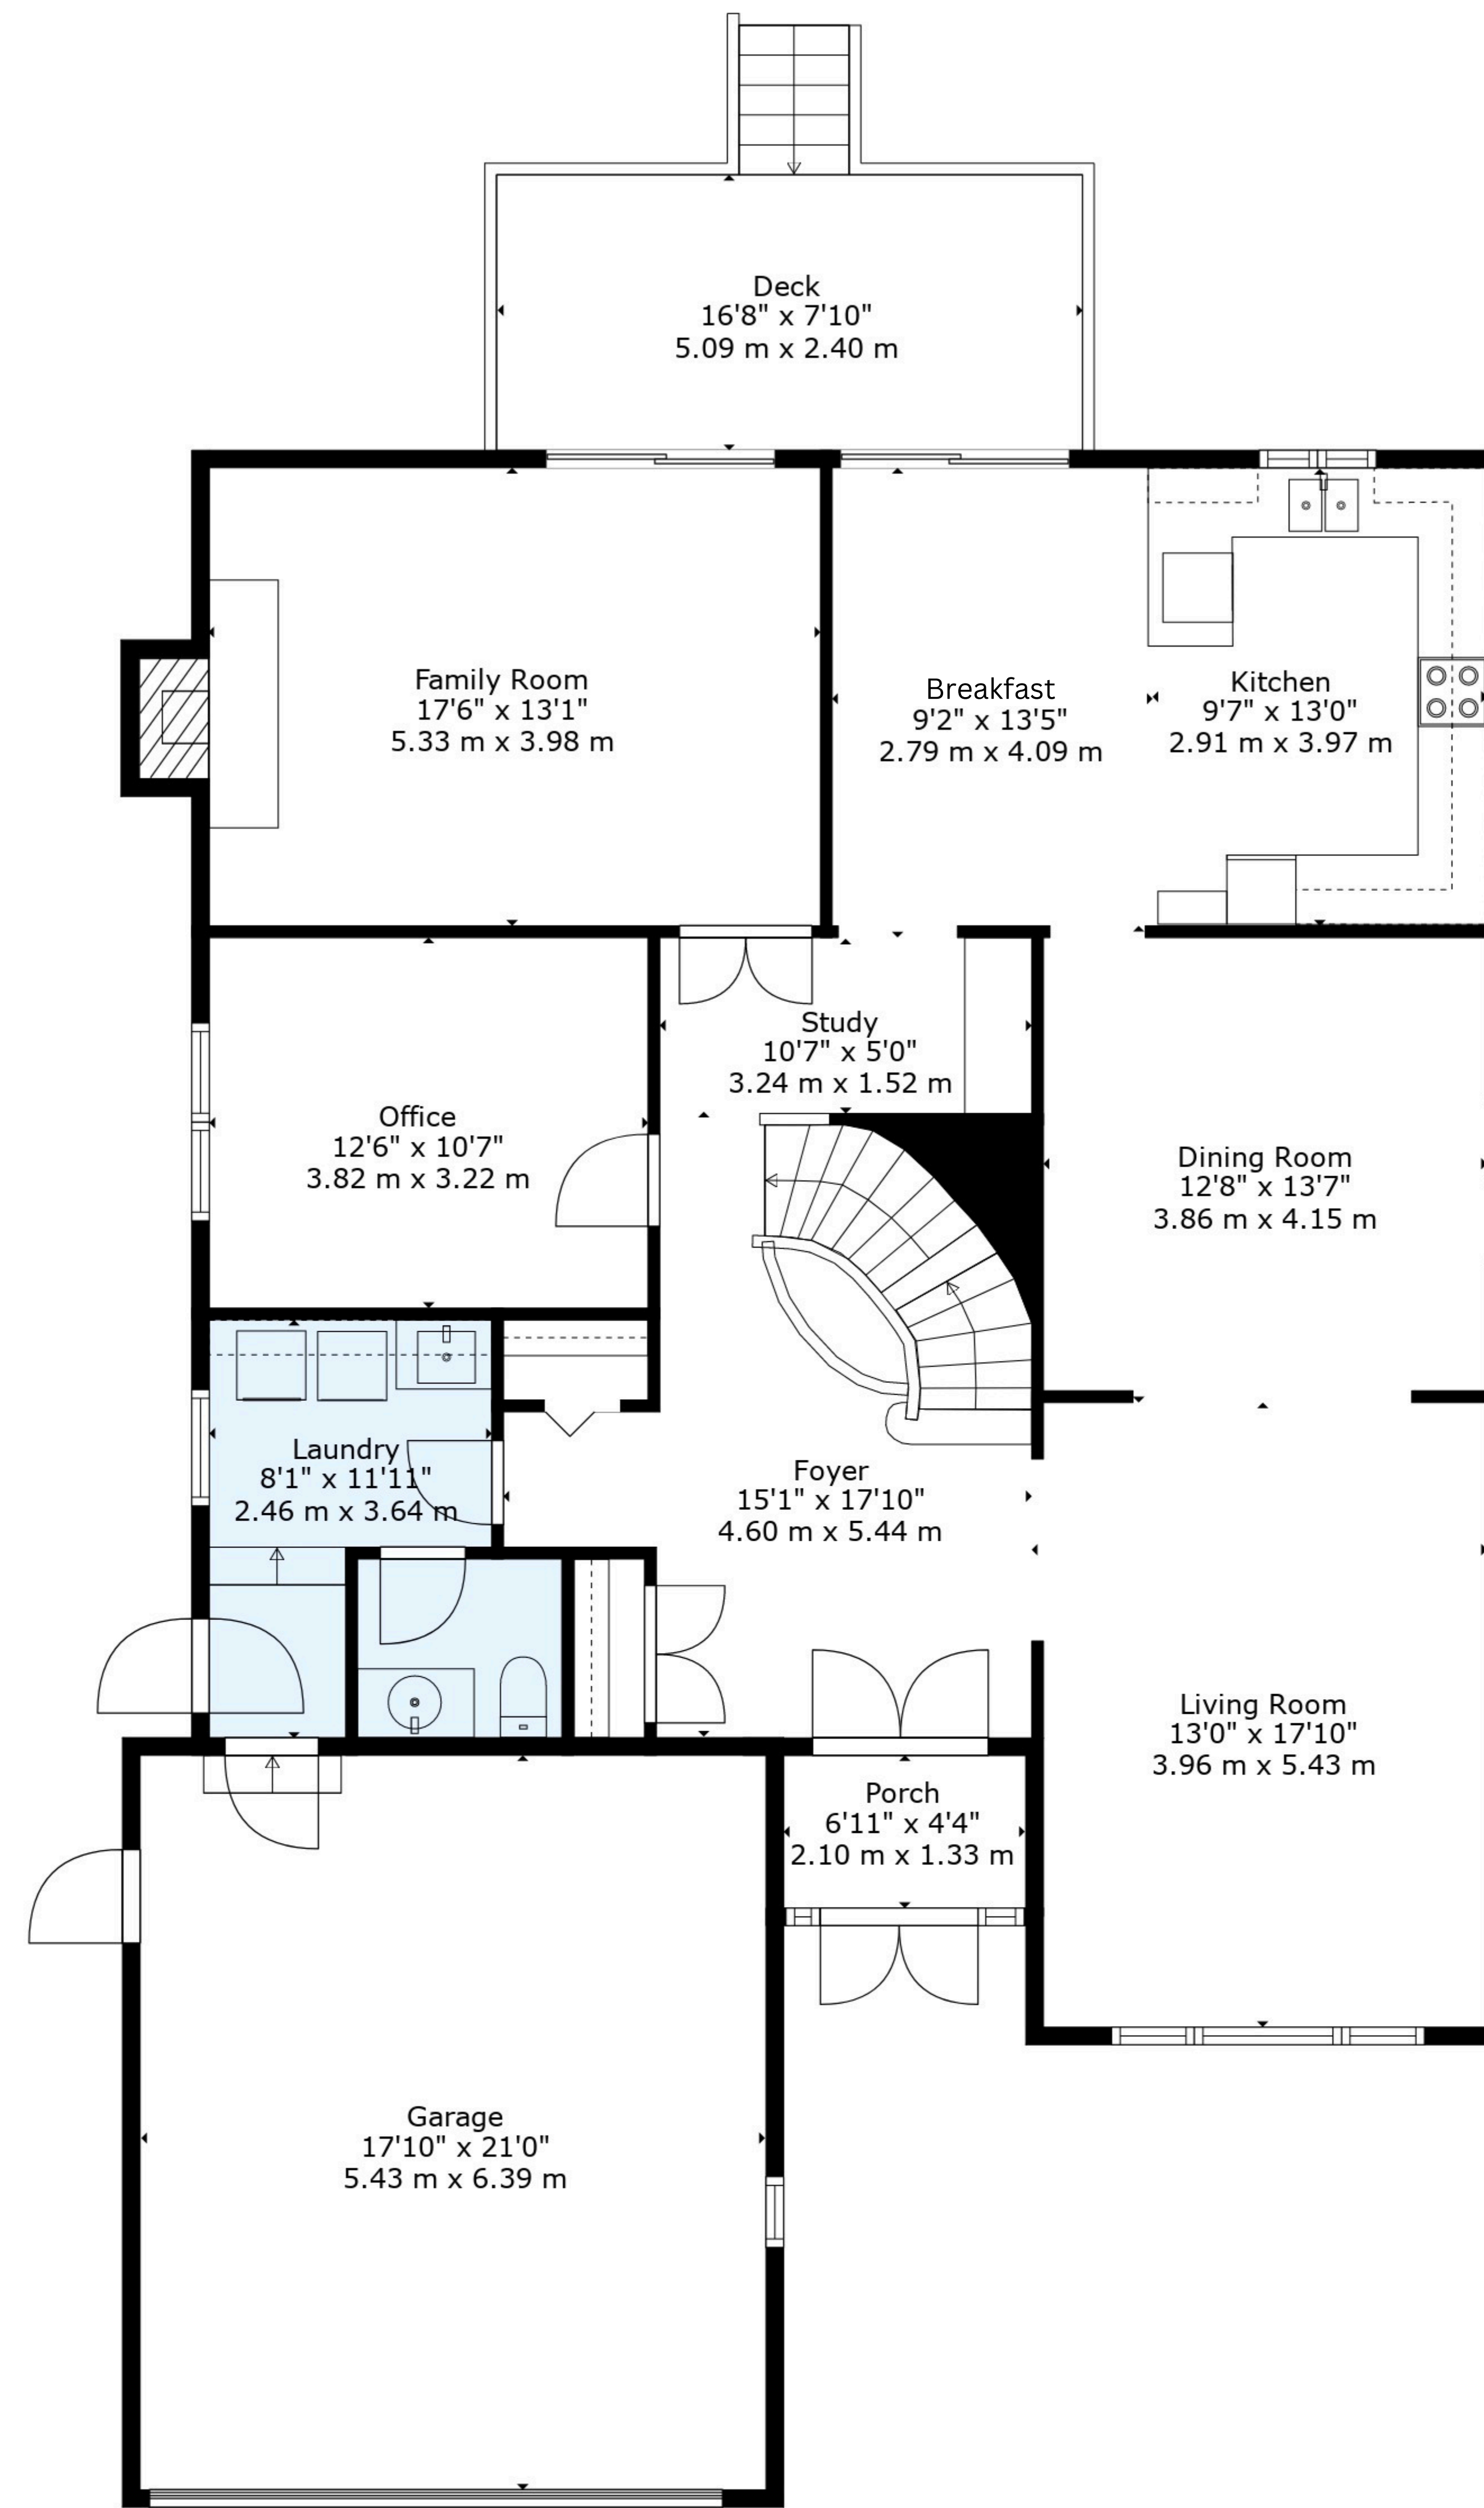 Deck
16'8" x 7'10"
5.09 m x 2.40 m
Family Room
17'6" x 13'1"
5.33 m x 3.98 m
Breakfast
9'2" x 13'5"
2.79 m x 4.09 m
Kitchen
9'7" x 13'0"
2.91 m x 3.97 m
Study
10'7" x 5'0"
3.24 m x 1.52 m
Office
12'6" x 10'7"
3.82 m x 3.22 m
Dining Room
12'8" x 13'7"
3.86 m x 4.15 m
Laundry
8'1" x 11'11"
2.46 m x 3.64 m
Foyer
15'1" x 17'10"
4.60 m x 5.44 m
Living Room
13'0" x 17'10"
3.96 m x 5.43 m
Porch
6'11" x 4'4"
2.10 m x 1.33 m
Garage
17'10" x 21'0"
5.43 m x 6.39 m